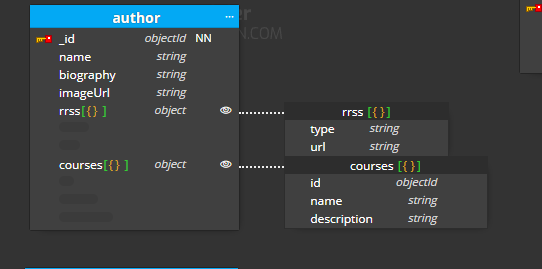 author ...
_id objectId NN
name string
biography string
imageUrl string
rrss[{} ] object
courses[{} ] object
rrss [{}]
type string
url string
courses [{}]
id objectId
name string
description string